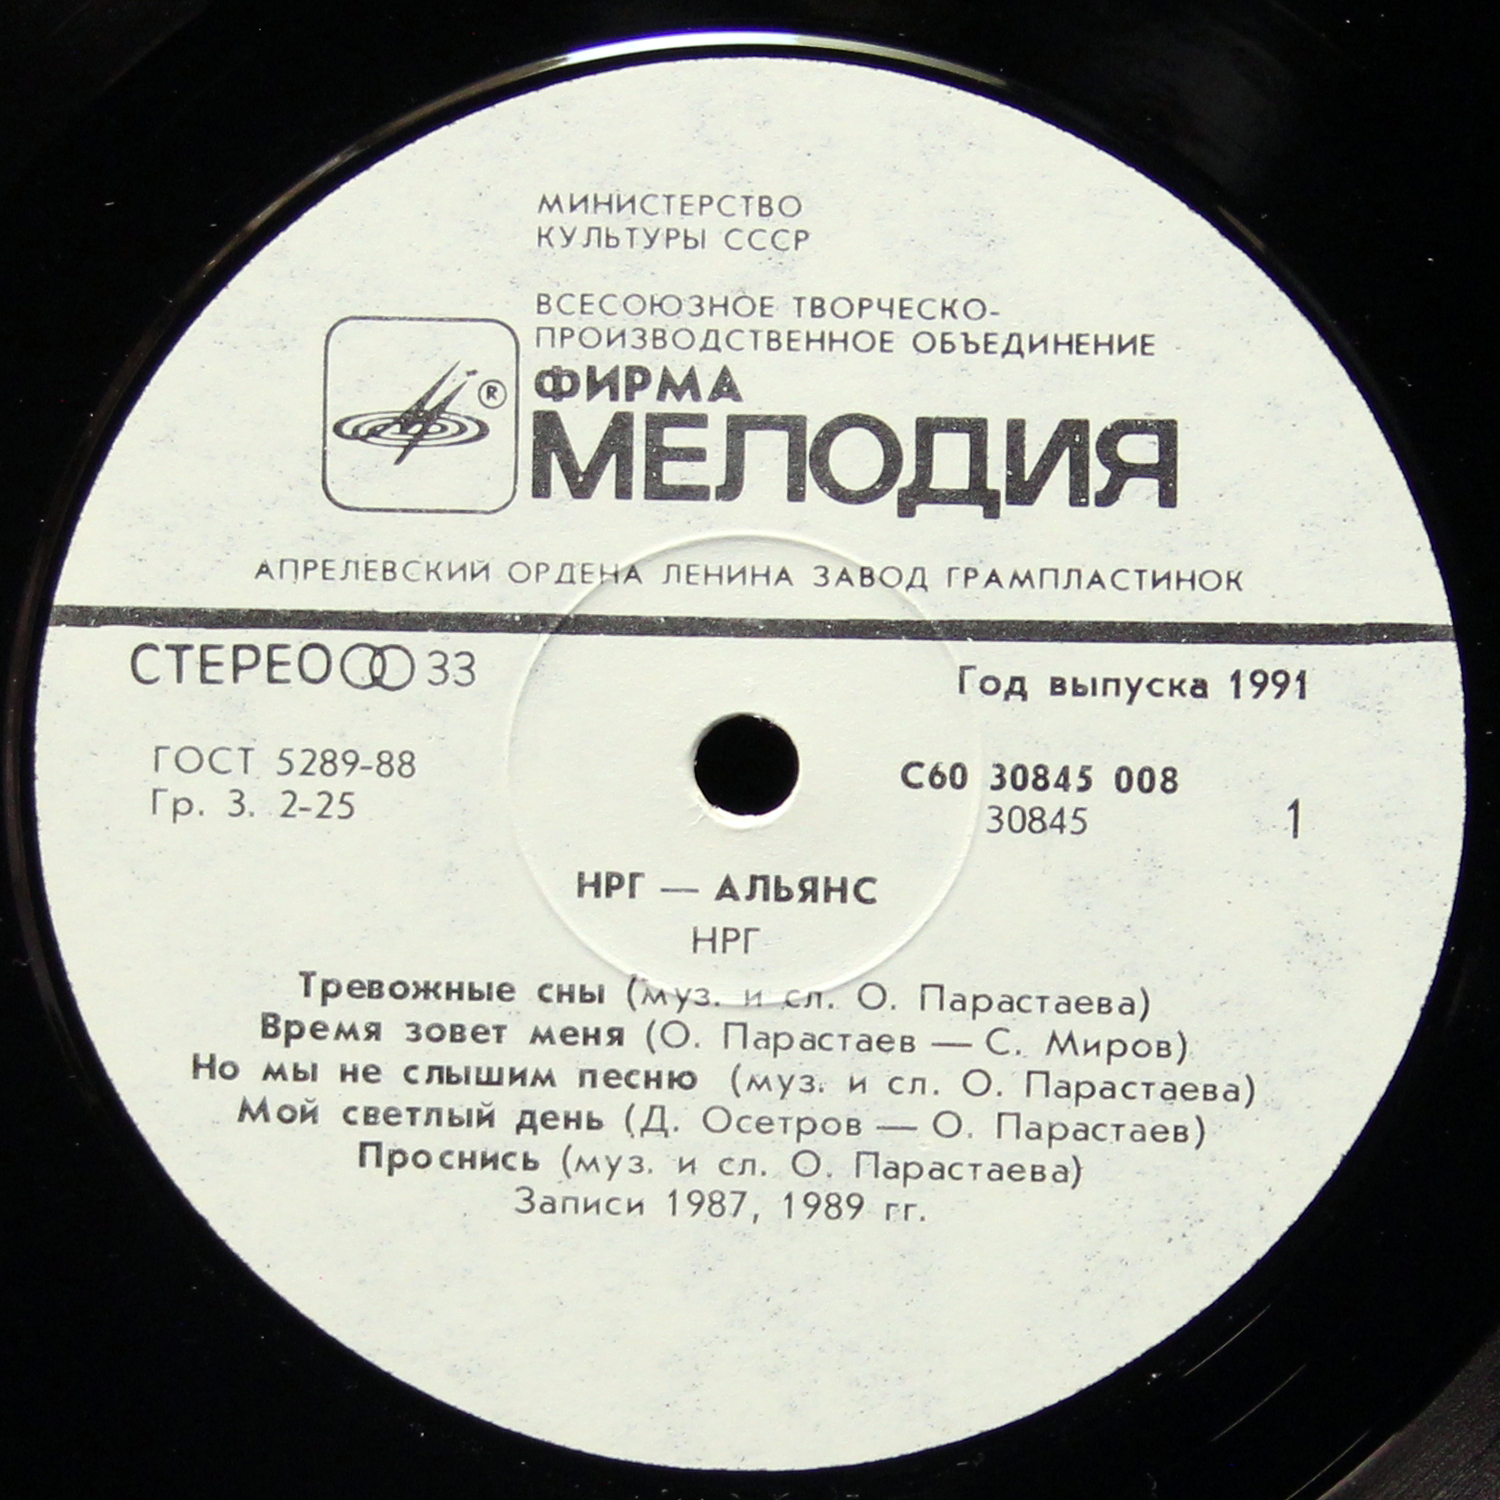 МИНИСТЕРСТВО
КУЛЬТУРЫ СССР
ВСЕСОЮЗНОЕ ТВОРЧЕСКО-
ПРОИЗВОДСТВЕННОЕ ОБЪЕДИНЕНИЕ
ФИРМА
®
МЕЛОДИЯ
АПРЕЛЕВСКИЙ ОРДЕНА ЛЕНИНА ЗАВОД ГРАМПЛАСТИНОК
СТЕРЕО 33
Год выпуска 1991
ГОСТ 5289-88
Гр. 3. 2-25
С60 30845 008
30845
1
НРГ — АЛЬЯНС
НРГ
Тревожные сны (муз. и сл. О. Парастаева)
Время зовет меня (О. Парастаев — С. Миров)
Но мы не слышим песню (муз. и сл. О. Парастаева)
Мой светлый день (Д. Осетров — О. Парастаев)
Проснись (муз. и сл. О. Парастаева)
Записи 1987, 1989 гг.